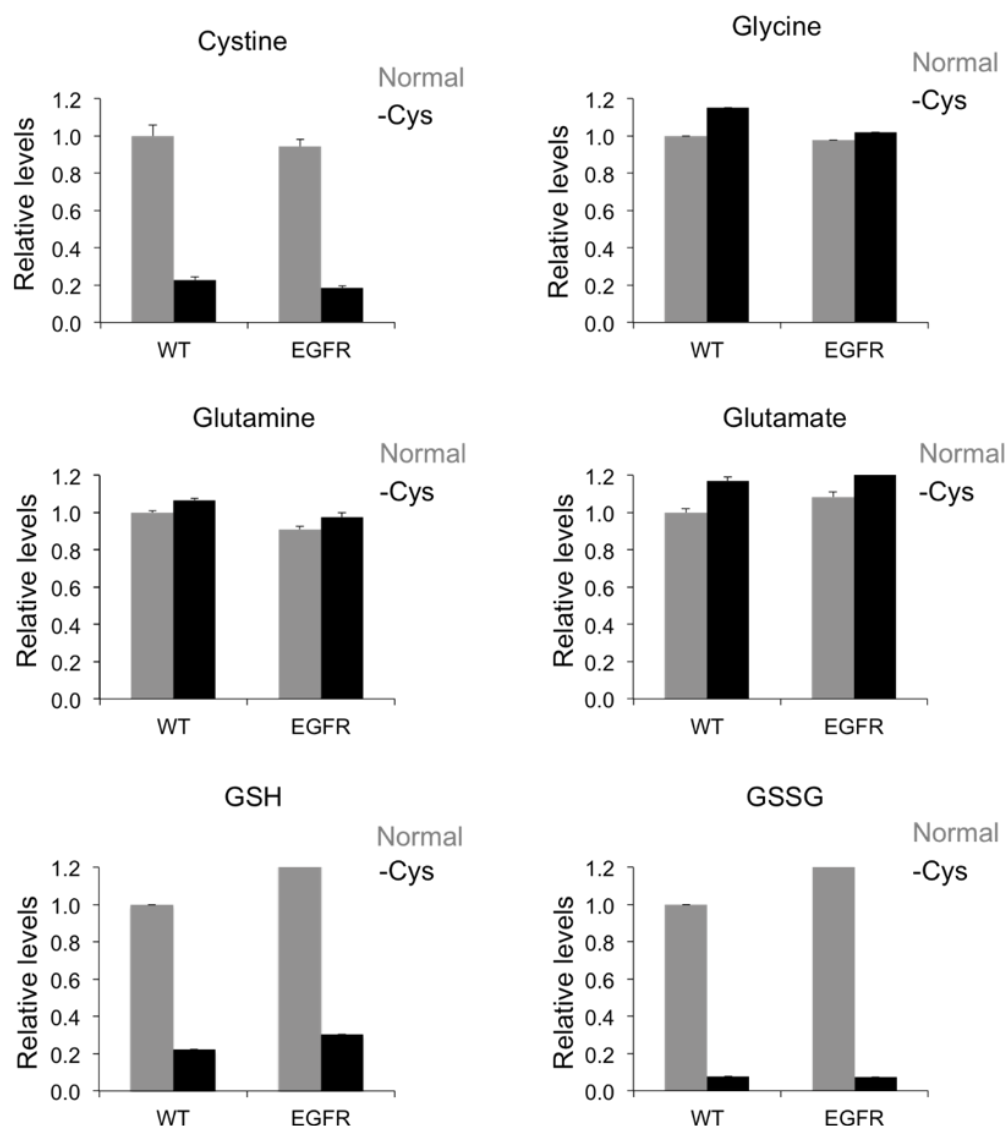 Cystine
Normal
-Cys
Relative levels
1.2
1.0
0.8
0.6
0.4
0.2
0.0
WT
EGFR
Glycine
Normal
-Cys
Relative levels
1.2
1.0
0.8
0.6
0.4
0.2
0.0
WT
EGFR
Glutamine
Normal
-Cys
Relative levels
1.2
1.0
0.8
0.6
0.4
0.2
0.0
WT
EGFR
Glutamate
Normal
-Cys
Relative levels
1.2
1.0
0.8
0.6
0.4
0.2
0.0
WT
EGFR
GSH
Normal
-Cys
Relative levels
1.2
1.0
0.8
0.6
0.4
0.2
0.0
WT
EGFR
GSSG
Normal
-Cys
Relative levels
1.2
1.0
0.8
0.6
0.4
0.2
0.0
WT
EGFR